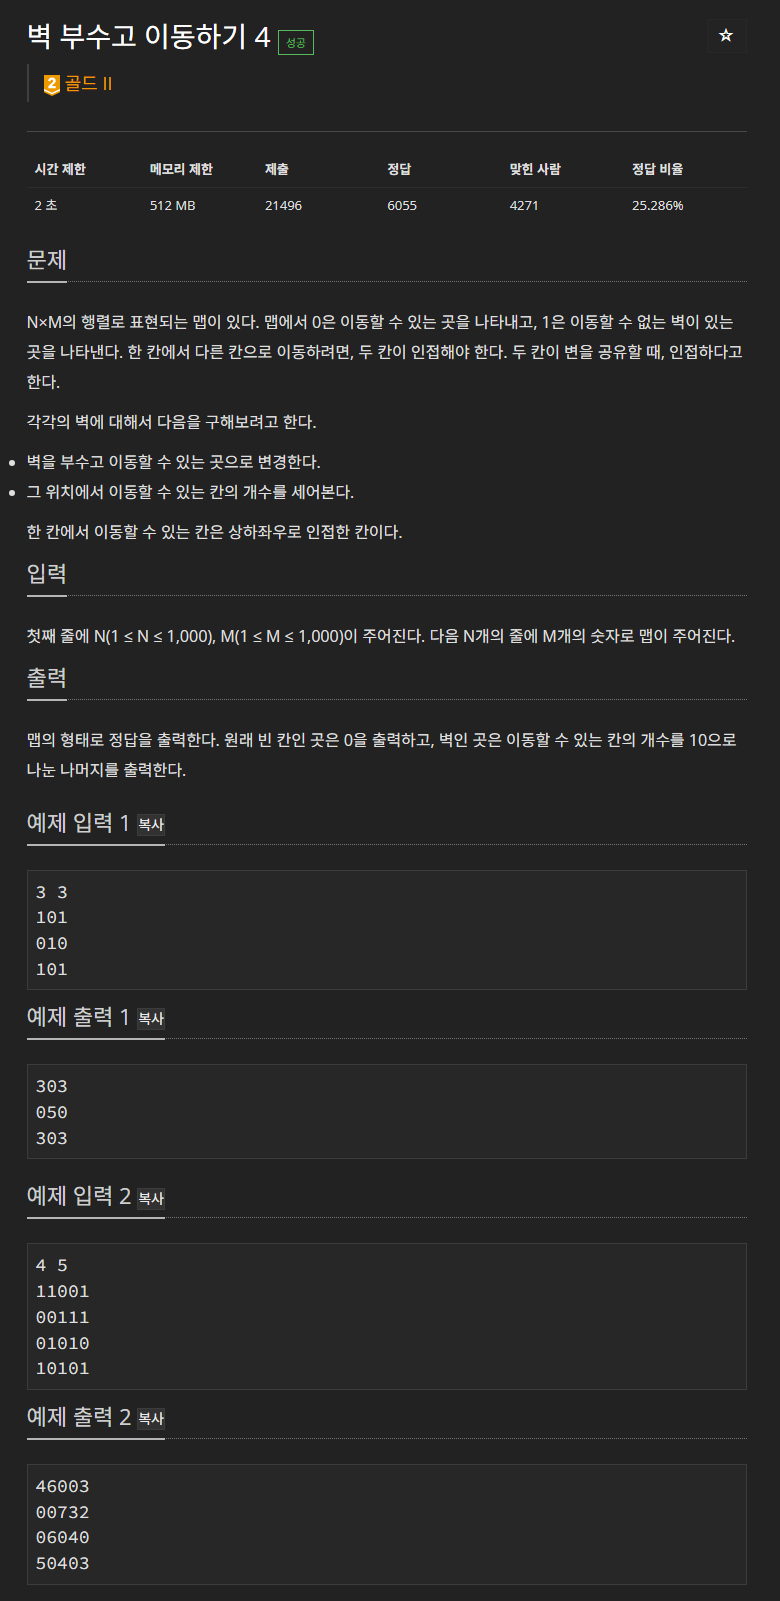 벽 부수고 이동하기 4 성공
☆
2 골드 II
시간 제한 메모리 제한 제출 정답 맞힌 사람 정답 비율
2 초 512 MB 21496 6055 4271 25.286%
문제
N×M의 행렬로 표현되는 맵이 있다. 맵에서 0은 이동할 수 있는 곳을 나타내고, 1은 이동할 수 없는 벽이 있는
곳을 나타낸다. 한 칸에서 다른 칸으로 이동하려면, 두 칸이 인접해야 한다. 두 칸이 변을 공유할 때, 인접하다고
한다.
각각의 벽에 대해서 다음을 구해보려고 한다.
• 벽을 부수고 이동할 수 있는 곳으로 변경한다.
• 그 위치에서 이동할 수 있는 칸의 개수를 세어본다.
한 칸에서 이동할 수 있는 칸은 상하좌우로 인접한 칸이다.
입력
첫째 줄에 N(1 ≤ N ≤ 1,000), M(1 ≤ M ≤ 1,000)이 주어진다. 다음 N개의 줄에 M개의 숫자로 맵이 주어진다.
출력
맵의 형태로 정답을 출력한다. 원래 빈 칸인 곳은 0을 출력하고, 벽인 곳은 이동할 수 있는 칸의 개수를 10으로
나눈 나머지를 출력한다.
예제 입력 1 복사
3 3
101
010
101
예제 출력 1 복사
303
050
303
예제 입력 2 복사
4 5
11001
00111
01010
10101
예제 출력 2 복사
46003
00732
06040
50403